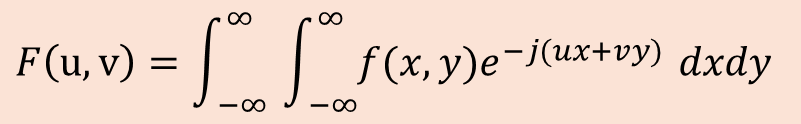 F(u, v) = ∫_{-∞}^{∞} ∫_{-∞}^{∞} f(x, y)e^{-j(ux+vy)} dxdy